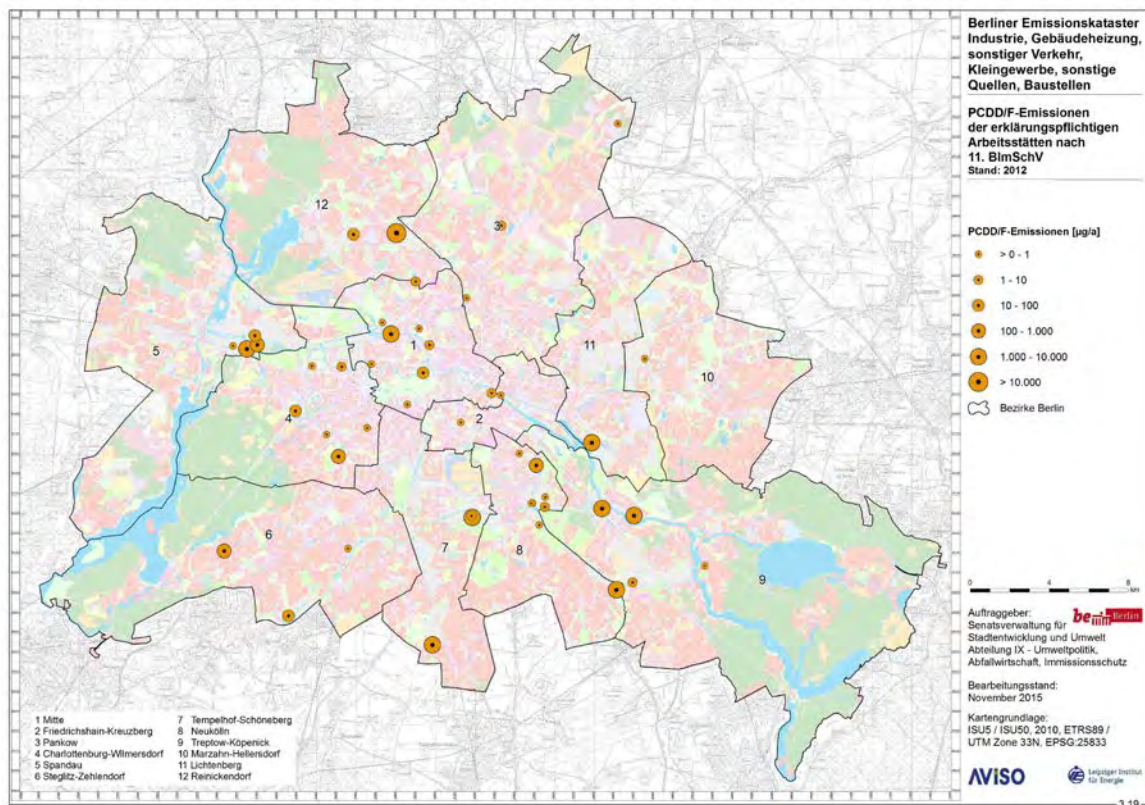 Berliner Emissionskataster
Industrie, Gebäudeheizung,
sonstiger Verkehr,
Kleingewerbe, sonstige
Quellen, Baustellen
PCDD/F-Emissionen
der erklärungspflichtigen
Arbeitsstätten nach
11. BImSchV
Stand: 2012
PCDD/F-Emissionen [µg/a]
> 0 - 1
1 - 10
10 - 100
100 - 1.000
1.000 - 10.000
> 10.000
Bezirke Berlin
12
3
5
1
11
10
4
2
6
7
8
9
0 4 8
km
Auftraggeber:
Senatsverwaltung für
Stadtentwicklung und Umwelt
Abteilung IX - Umweltpolitik,
Abfallwirtschaft, Immissionsschutz
be Berlin
Bearbeitungsstand:
November 2015
Kartengrundlage:
ISU5 / ISU50, 2010, ETRS89 /
UTM Zone 33N, EPSG:25833
AVISO
Leipziger Institut
für Energie
1 Mitte
2 Friedrichshain-Kreuzberg
3 Pankow
4 Charlottenburg-Wilmersdorf
5 Spandau
6 Steglitz-Zehlendorf
7 Tempelhof-Schöneberg
8 Neukölln
9 Treptow-Köpenick
10 Marzahn-Hellersdorf
11 Lichtenberg
12 Reinickendorf